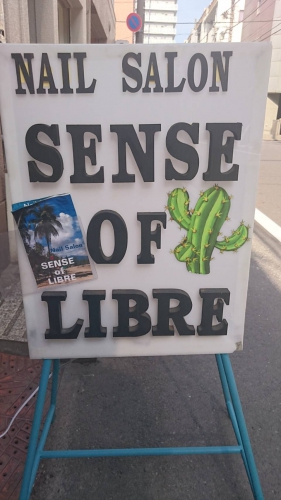 NAIL SALON
SENSE
OF
LIBRE
Nail Salon
SENSE
of
LIBRE